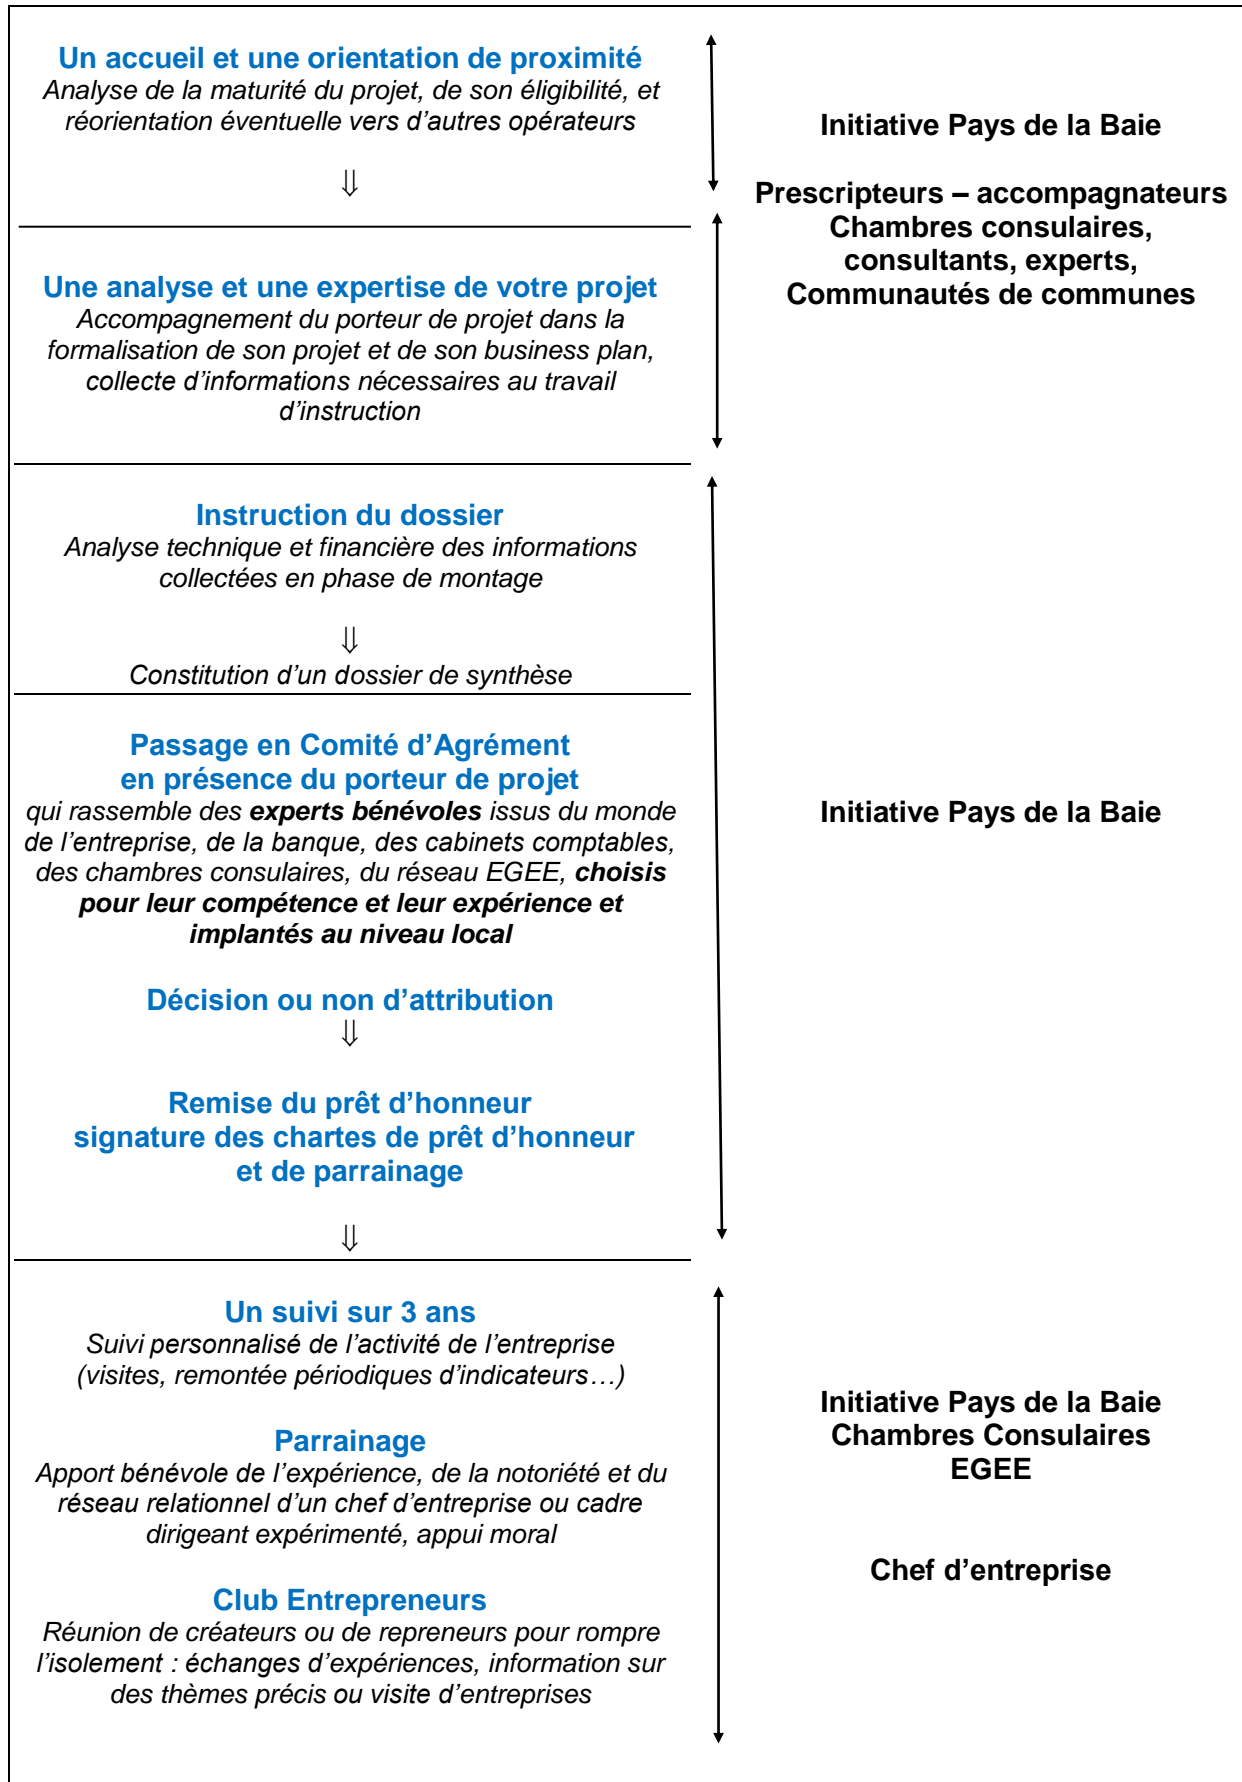 Un accueil et une orientation de proximité
Analyse de la maturité du projet, de son éligibilité, et
réorientation éventuelle vers d'autres opérateurs
⇓
Initiative Pays de la Baie
Prescripteurs – accompagnateurs
Chambres consulaires,
consultants, experts,
Communautés de communes
Une analyse et une expertise de votre projet
Accompagnement du porteur de projet dans la
formalisation de son projet et de son business plan,
collecte d'informations nécessaires au travail
d'instruction
Instruction du dossier
Analyse technique et financière des informations
collectées en phase de montage
⇓
Constitution d'un dossier de synthèse
Passage en Comité d'Agrément
en présence du porteur de projet
qui rassemble des experts bénévoles issus du monde
de l'entreprise, de la banque, des cabinets comptables,
des chambres consulaires, du réseau EGEE, choisis
pour leur compétence et leur expérience et
implantés au niveau local
Initiative Pays de la Baie
Décision ou non d'attribution
⇓
Remise du prêt d'honneur
signature des chartes de prêt d'honneur
et de parrainage
⇓
Un suivi sur 3 ans
Suivi personnalisé de l'activité de l'entreprise
(visites, remontée périodiques d'indicateurs…)
Parrainage
Apport bénévole de l'expérience, de la notoriété et du
réseau relationnel d'un chef d'entreprise ou cadre
dirigeant expérimenté, appui moral
Initiative Pays de la Baie
Chambres Consulaires
EGEE
Chef d'entreprise
Club Entrepreneurs
Réunion de créateurs ou de repreneurs pour rompre
l'isolement : échanges d'expériences, information sur
des thèmes précis ou visite d'entreprises